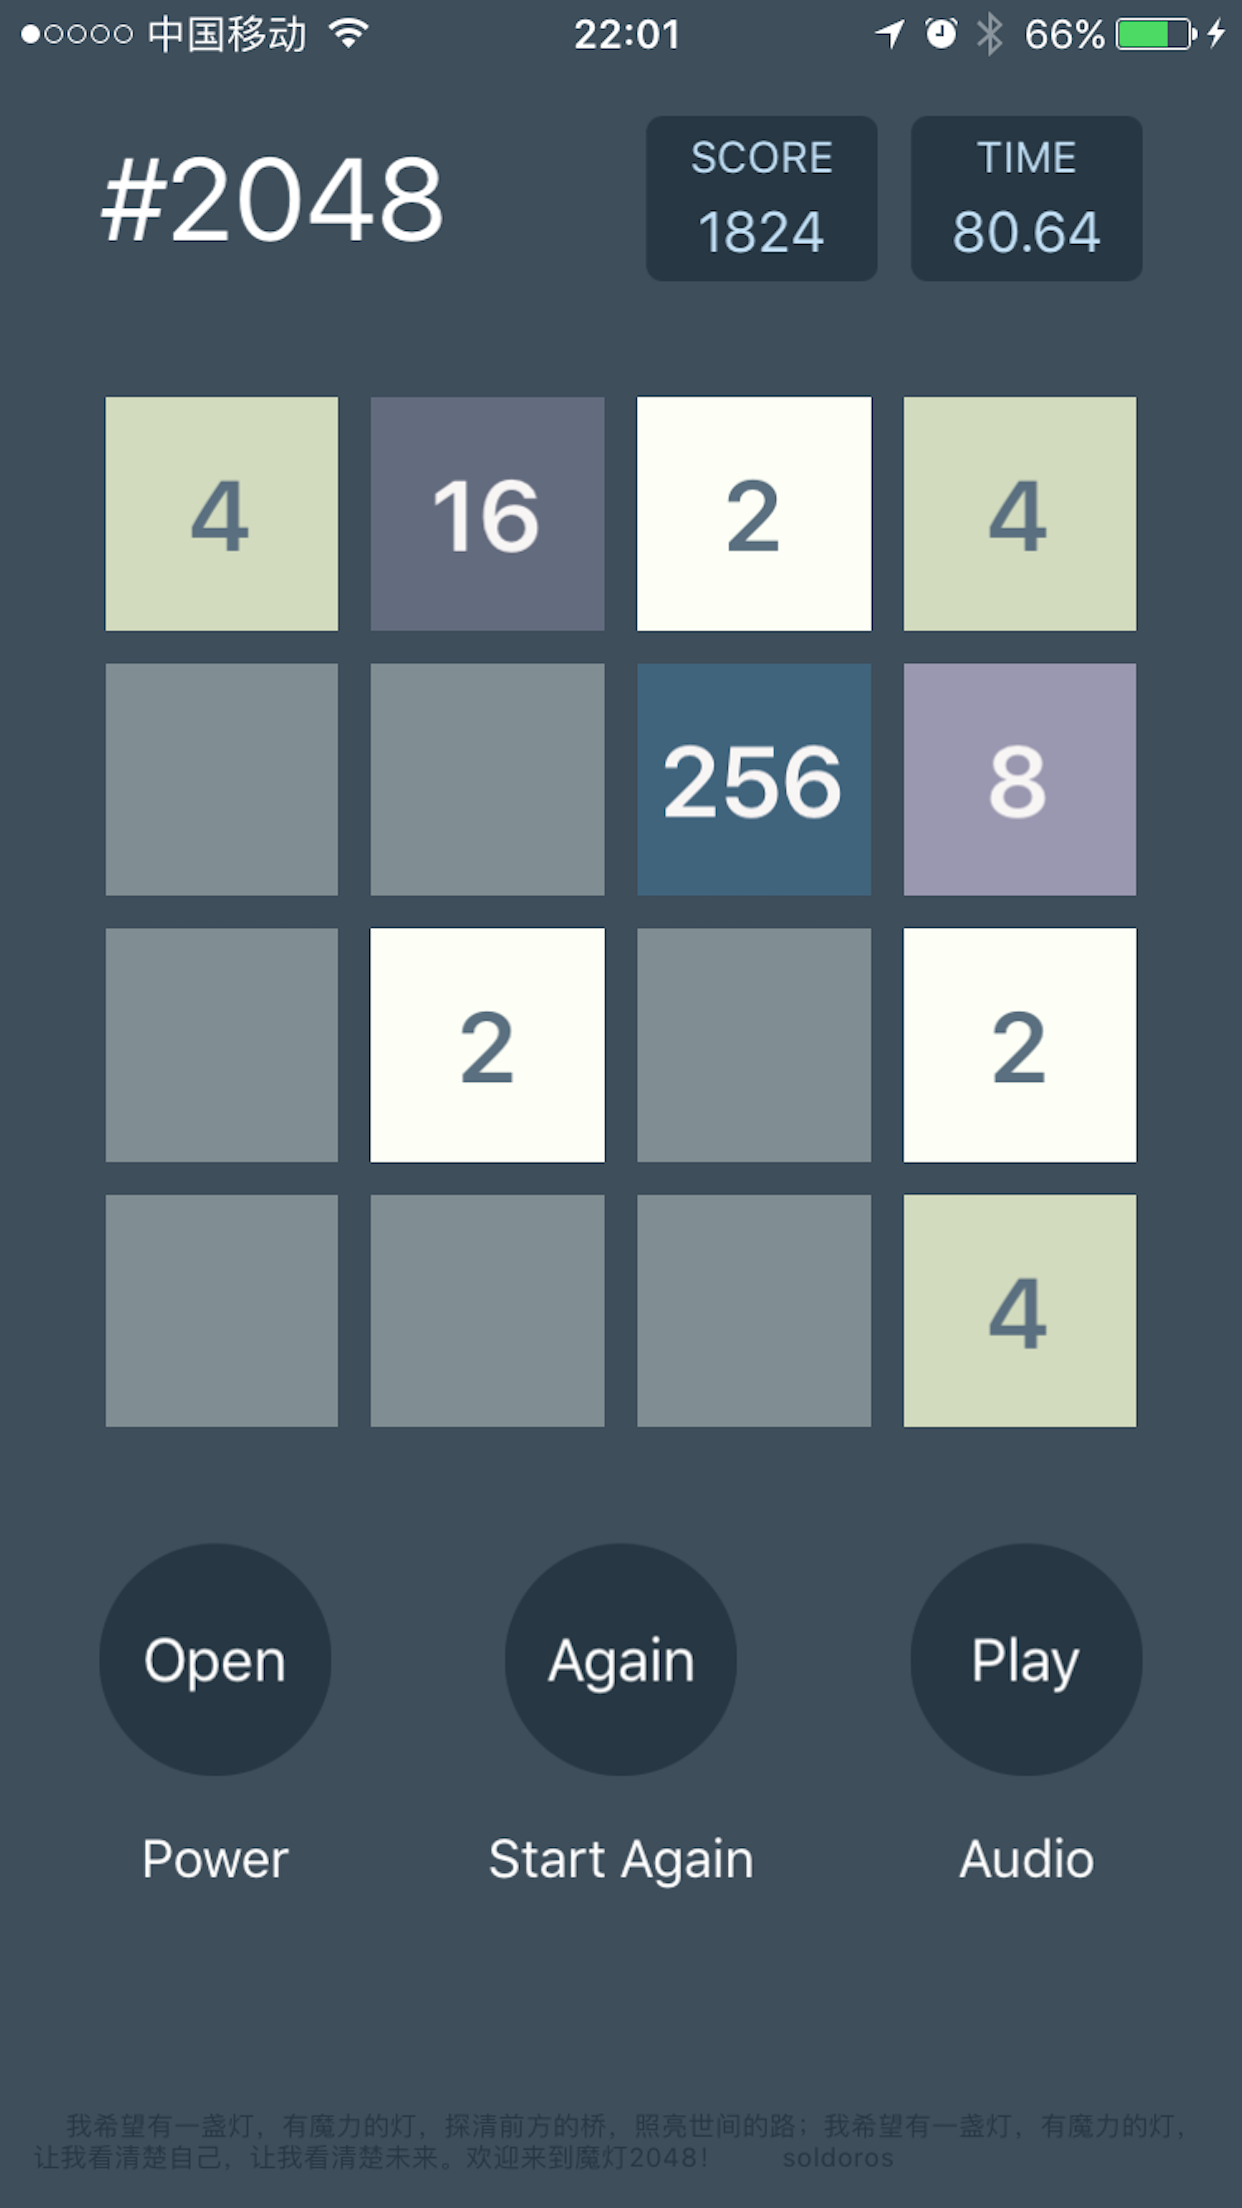 中国移动 22:01 66%
#2048
SCORE TIME
1824 80.64
4 16 2 4
256 8
2 2
4
Open Again Play
Power Start Again Audio
我希望有一盏灯，有魔力的灯，探清前方的桥，照亮世间的路；我希望有一盏灯，有魔力的灯，
让我看清楚自己，让我看清楚未来。欢迎来到魔灯2048！ soldoros